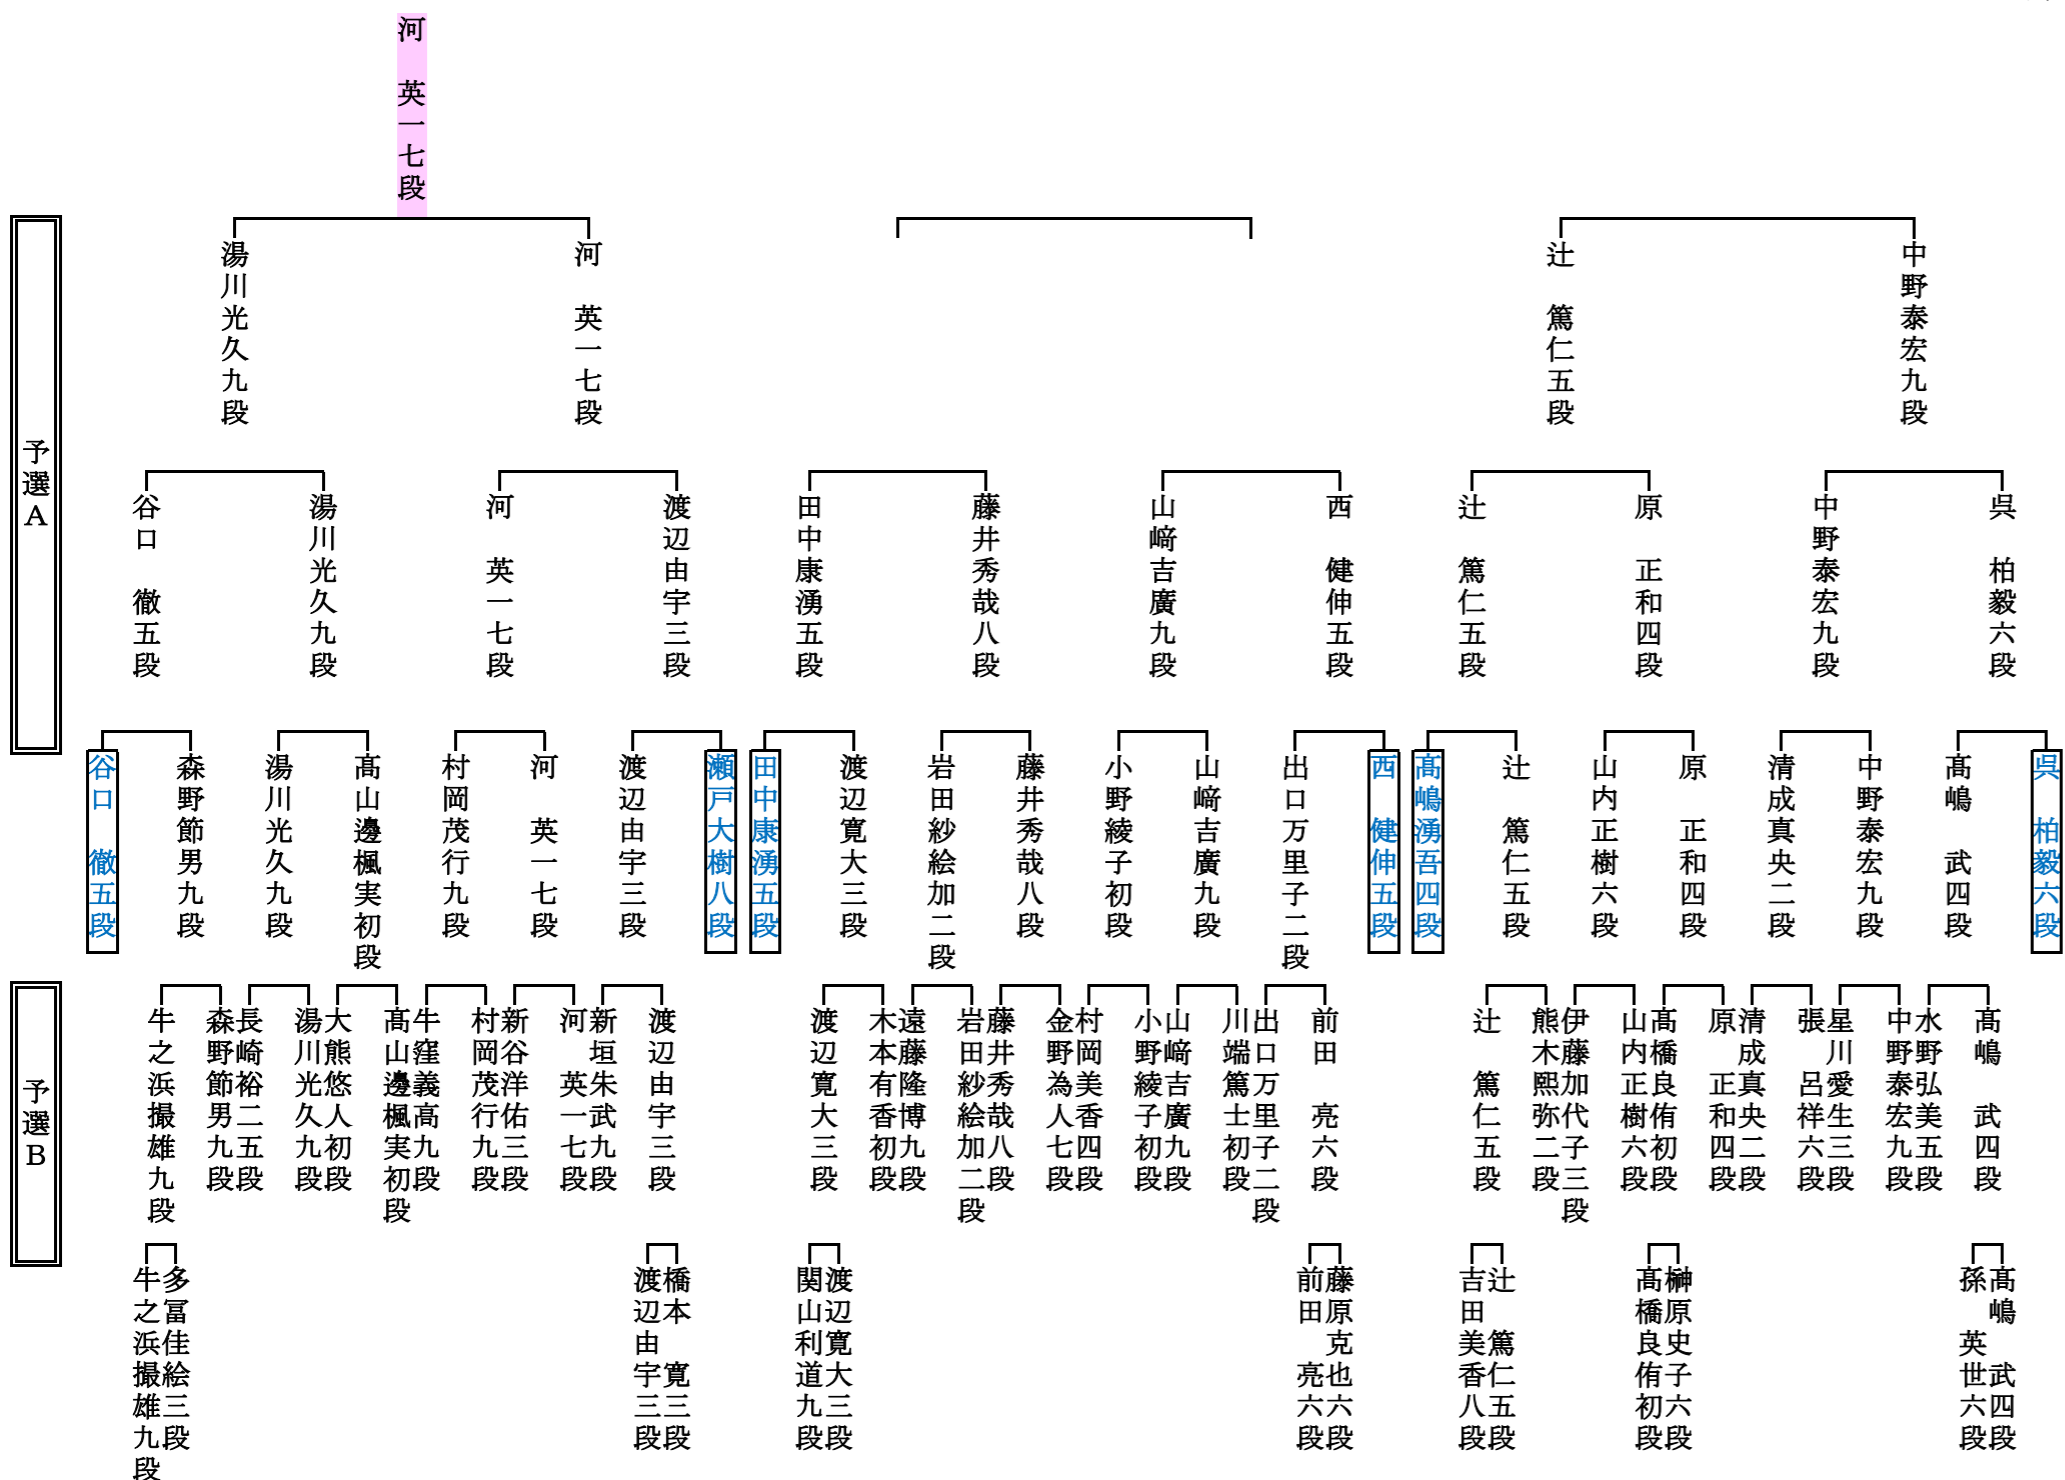 河　英一七段
予選A
湯川光久九段
河　英一七段
辻　篤仁五段
中野泰宏九段
谷口　徹五段
湯川光久九段
河　英一七段
渡辺由宇三段
田中康湧五段
藤井秀哉八段
山﨑吉廣九段
西　健伸五段
辻　篤仁五段
原　正和四段
中野泰宏九段
呉　柏毅六段
谷口　徹五段
森野節男九段
湯川光久九段
髙山邊楓実初段
村岡茂行九段
河　英一七段
渡辺由宇三段
瀬戸大樹八段
田中康湧五段
渡辺寛大三段
岩田紗絵加二段
藤井秀哉八段
小野綾子初段
山﨑吉廣九段
出口万里子二段
西　健伸五段
髙嶋湧吾四段
辻　篤仁五段
山内正樹六段
原　正和四段
清成真央二段
中野泰宏九段
髙嶋　武四段
呉　柏毅六段
予選B
牛之浜撮雄九段
森野節男九段
長崎裕二五段
湯川光久九段
大熊悠人初段
髙山邊楓実初段
牛窪義高九段
村岡茂行九段
新谷洋佑三段
河　英一七段
新垣朱武九段
渡辺由宇三段
渡辺寛大三段
木本有香初段
遠藤隆博九段
岩田紗絵加二段
藤井秀哉八段
金野為人七段
村岡美香四段
小野綾子初段
山﨑吉廣九段
川端篤士初段
出口万里子二段
前田　亮六段
辻　篤仁五段
熊木熙弥二段
伊藤加代子三段
山内正樹六段
髙橋良侑初段
原　正和四段
清成真央二段
張　呂祥六段
星川愛生三段
中野泰宏九段
水野弘美五段
髙嶋　武四段
牛之浜撮雄九段
多冨佳絵三段
渡辺由宇三段
橋本　寛三段
関山利道九段
渡辺寛大三段
前田　亮六段
藤原克也六段
吉田美香八段
辻　篤仁五段
髙橋良侑初段
榊原史子六段
孫　英世六段
髙嶋　武四段